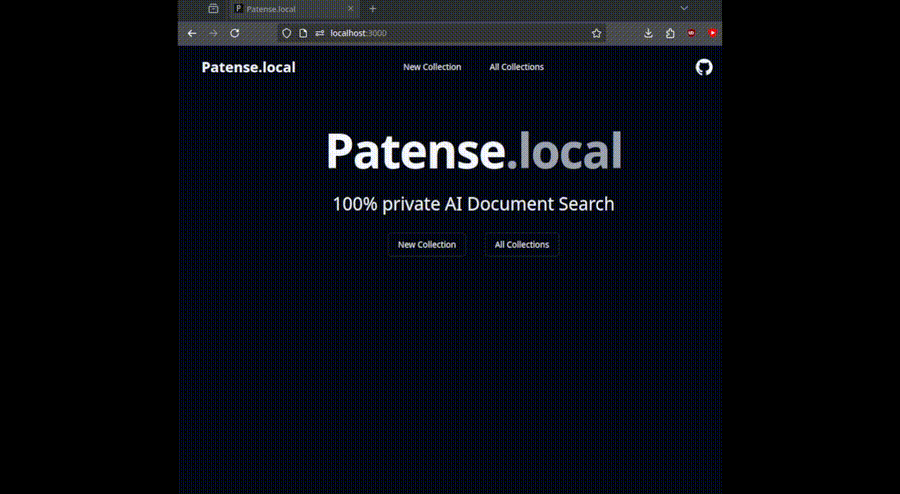 Patense.local
localhost:3000
Patense.local New Collection All Collections
Patense.local
100% private AI Document Search
New Collection All Collections